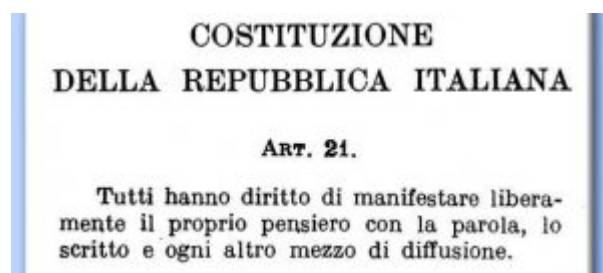 COSTITUZIONE
DELLA REPUBBLICA ITALIANA
ART. 21.
Tutti hanno diritto di manifestare libera-
mente il proprio pensiero con la parola, lo
scritto e ogni altro mezzo di diffusione.